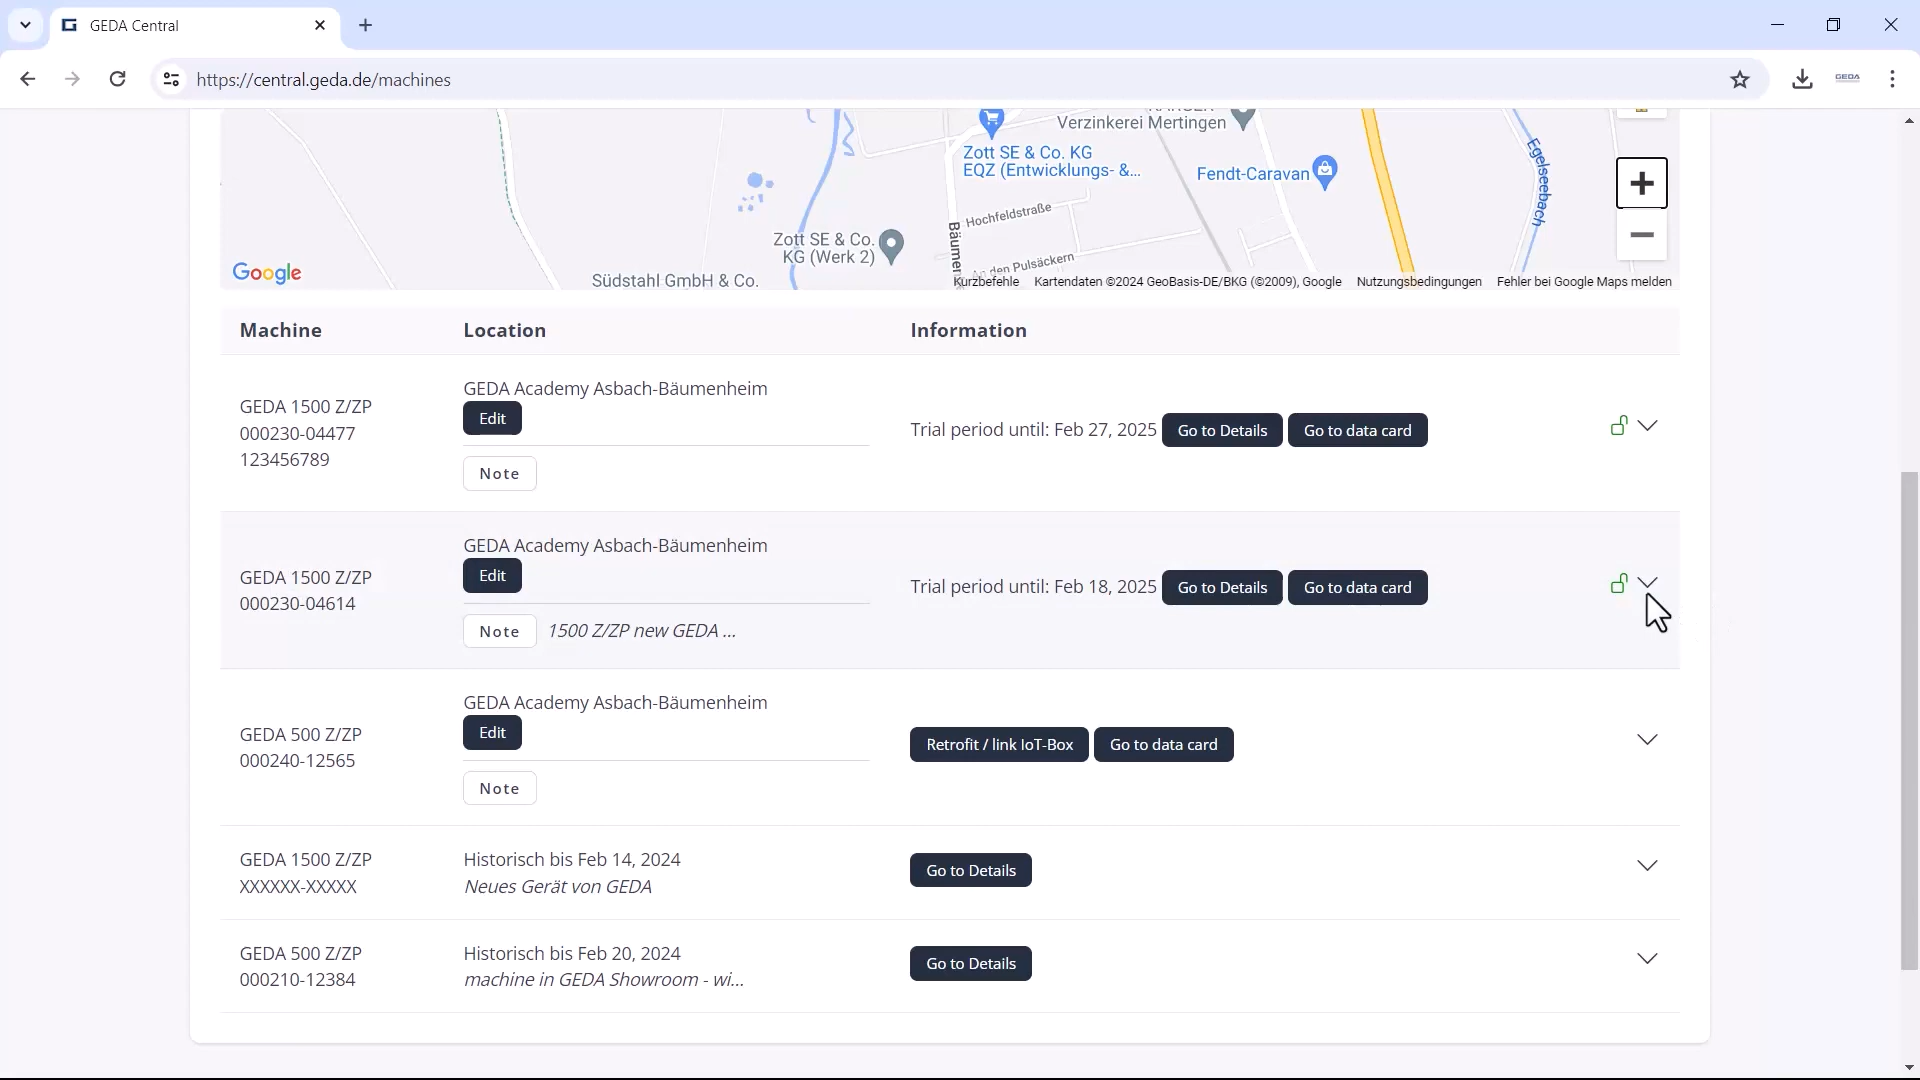 GEDA Central
https://central.geda.de/machines
GEDA
Verzinkerei Mertingen
Zott SE & Co. KG
EQZ (Entwicklungs- &...
Fendt-Caravan
Egelseebach
Hochfeldstraße
Zott SE & Co.
KG (Werk 2)
An den Pulsäckern
Südstahl GmbH & Co.
Google
Kurzbefehle
Kartendaten ©2024 GeoBasis-DE/BKG (©2009), Google
Nutzungsbedingungen
Fehler bei Google Maps melden
Machine
Location
Information
GEDA 1500 Z/ZP
000230-04477
123456789
GEDA Academy Asbach-Bäumenheim
Edit
Note
Trial period until: Feb 27, 2025
Go to Details
Go to data card
GEDA 1500 Z/ZP
000230-04614
GEDA Academy Asbach-Bäumenheim
Edit
Note
1500 Z/ZP new GEDA ...
Trial period until: Feb 18, 2025
Go to Details
Go to data card
GEDA 500 Z/ZP
000240-12565
GEDA Academy Asbach-Bäumenheim
Edit
Note
Retrofit / link IoT-Box
Go to data card
GEDA 1500 Z/ZP
XXXXXX-XXXXX
Historisch bis Feb 14, 2024
Neues Gerät von GEDA
Go to Details
GEDA 500 Z/ZP
000210-12384
Historisch bis Feb 20, 2024
machine in GEDA Showroom - wi...
Go to Details